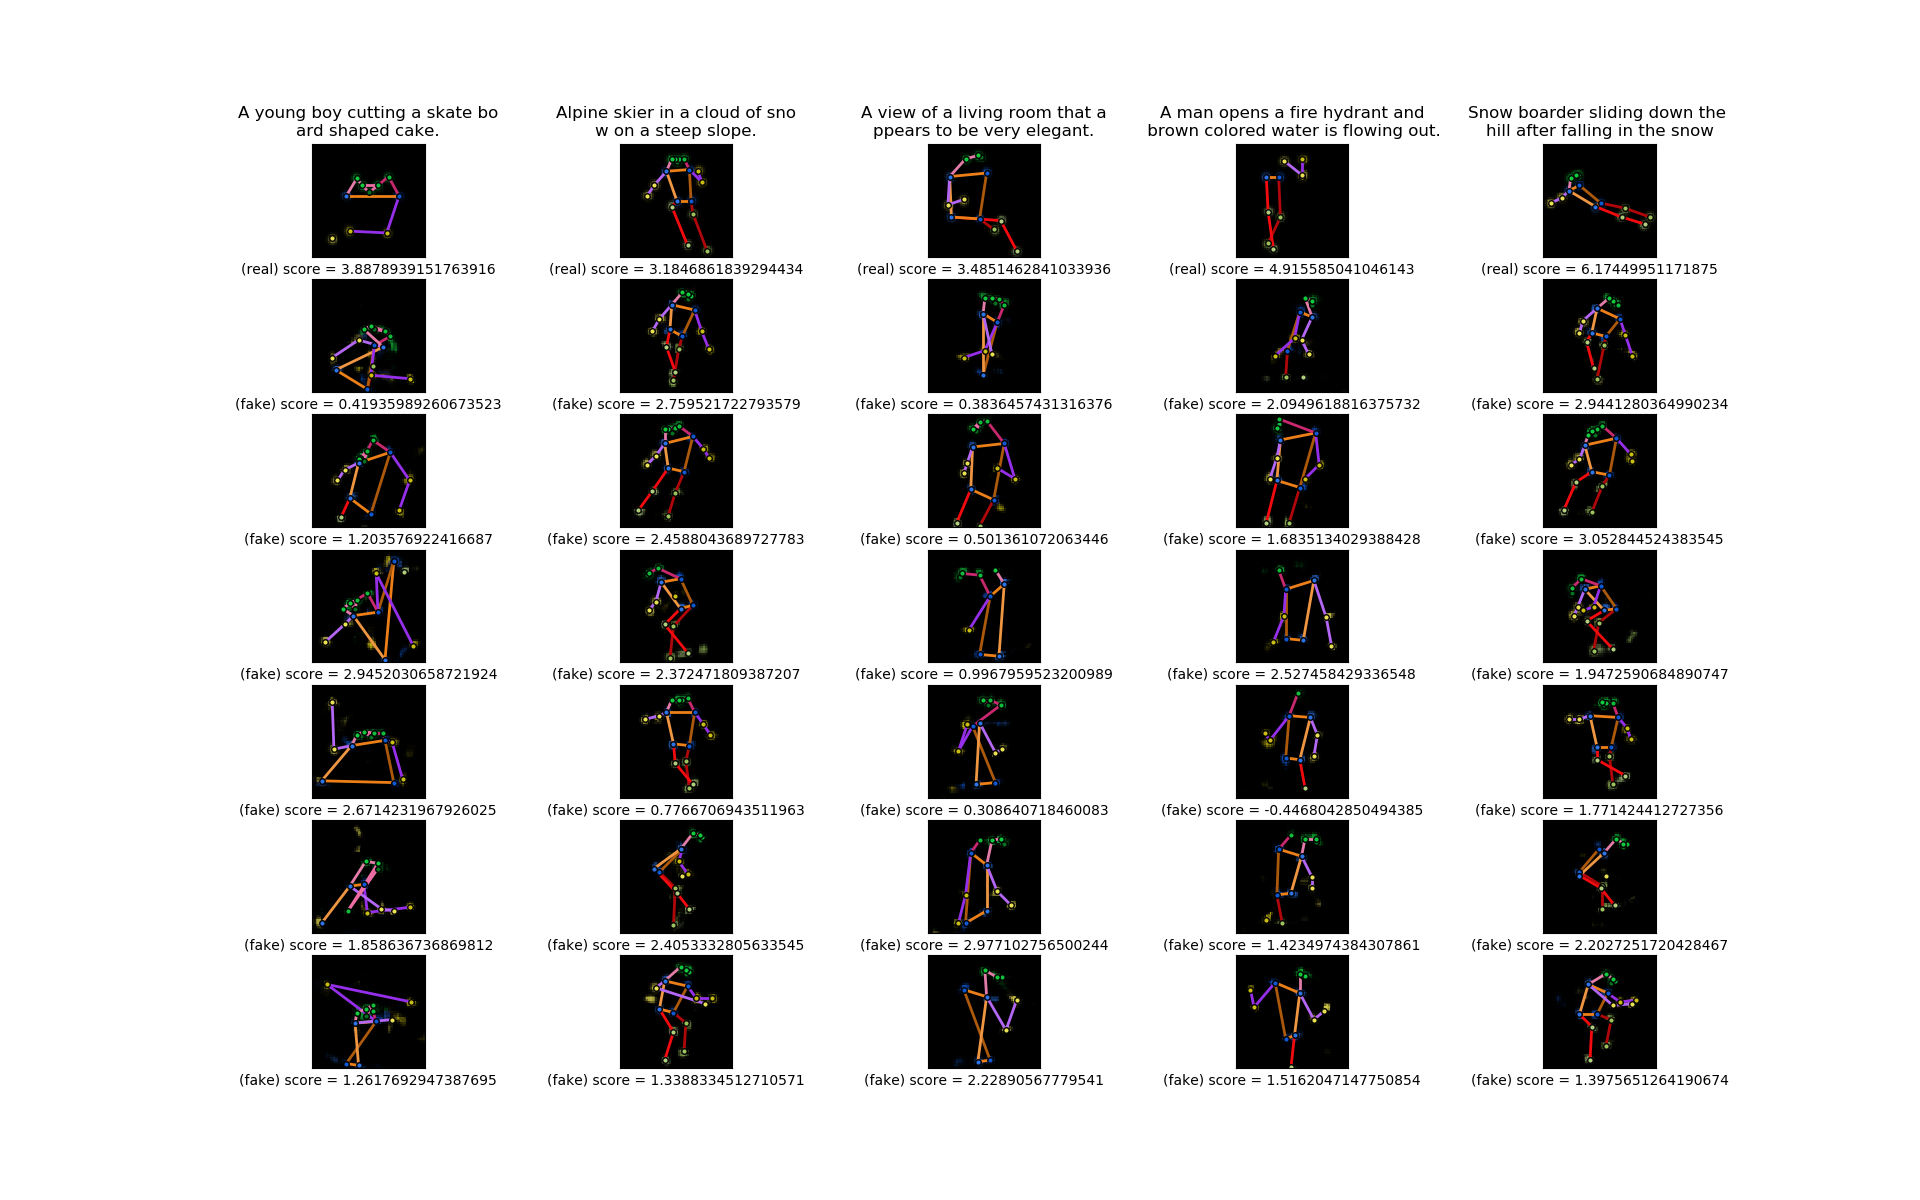 A young boy cutting a skate bo
ard shaped cake.
Alpine skier in a cloud of sno
w on a steep slope.
A view of a living room that a
ppears to be very elegant.
A man opens a fire hydrant and
brown colored water is flowing out.
Snow boarder sliding down the
hill after falling in the snow
(real) score = 3.8878939151763916
(real) score = 3.1846861839294434
(real) score = 3.4851462841033936
(real) score = 4.915585041046143
(real) score = 6.17449951171875
(fake) score = 0.41935989260673523
(fake) score = 2.759521722793579
(fake) score = 0.3836457431316376
(fake) score = 2.0949618816375732
(fake) score = 2.9441280364990234
(fake) score = 1.203576922416687
(fake) score = 2.4588043689727783
(fake) score = 0.501361072063446
(fake) score = 1.6835134029388428
(fake) score = 3.052844524383545
(fake) score = 2.9452030658721924
(fake) score = 2.372471809387207
(fake) score = 0.9967959523200989
(fake) score = 2.527458429336548
(fake) score = 1.9472590684890747
(fake) score = 2.6714231967926025
(fake) score = 0.7766706943511963
(fake) score = 0.308640718460083
(fake) score = -0.4468042850494385
(fake) score = 1.771424412727356
(fake) score = 1.858636736869812
(fake) score = 2.4053332805633545
(fake) score = 2.977102756500244
(fake) score = 1.4234974384307861
(fake) score = 2.2027251720428467
(fake) score = 1.2617692947387695
(fake) score = 1.3388334512710571
(fake) score = 2.22890567779541
(fake) score = 1.5162047147750854
(fake) score = 1.3975651264190674